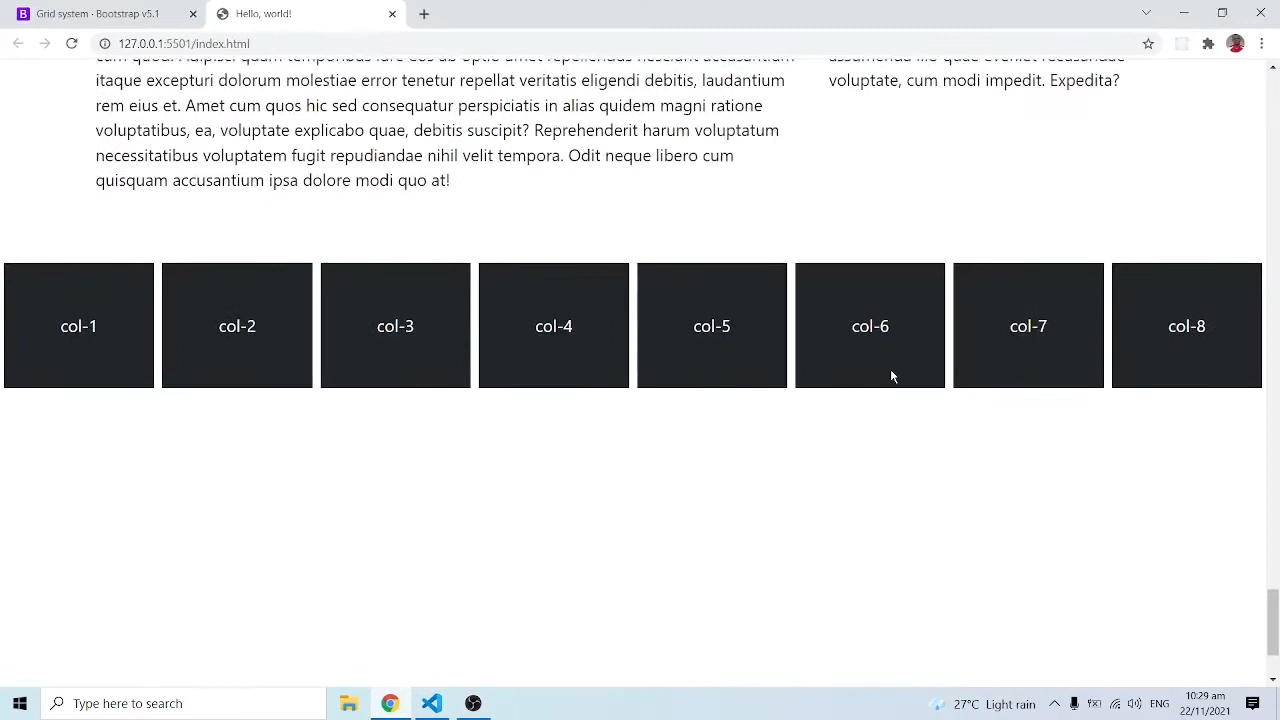 Grid system - Bootstrap v5.1
Hello, world!
127.0.0.1:5501/index.html
itaque excepturi dolorum molestiae error tenetur repellat veritatis eligendi debitis, laudantium
rem eius et. Amet cum quos hic sed consequatur perspiciatis in alias quidem magni ratione
voluptatibus, ea, voluptate explicabo quae, debitis suscipit? Reprehenderit harum voluptatum
necessitatibus voluptatem fugit repudiandae nihil velit tempora. Odit neque libero cum
quisquam accusantium ipsa dolore modi quo at!
voluptate, cum modi impedit. Expedita?
col-1
col-2
col-3
col-4
col-5
col-6
col-7
col-8
Type here to search
27°C Light rain
10:29 am
22/11/2021